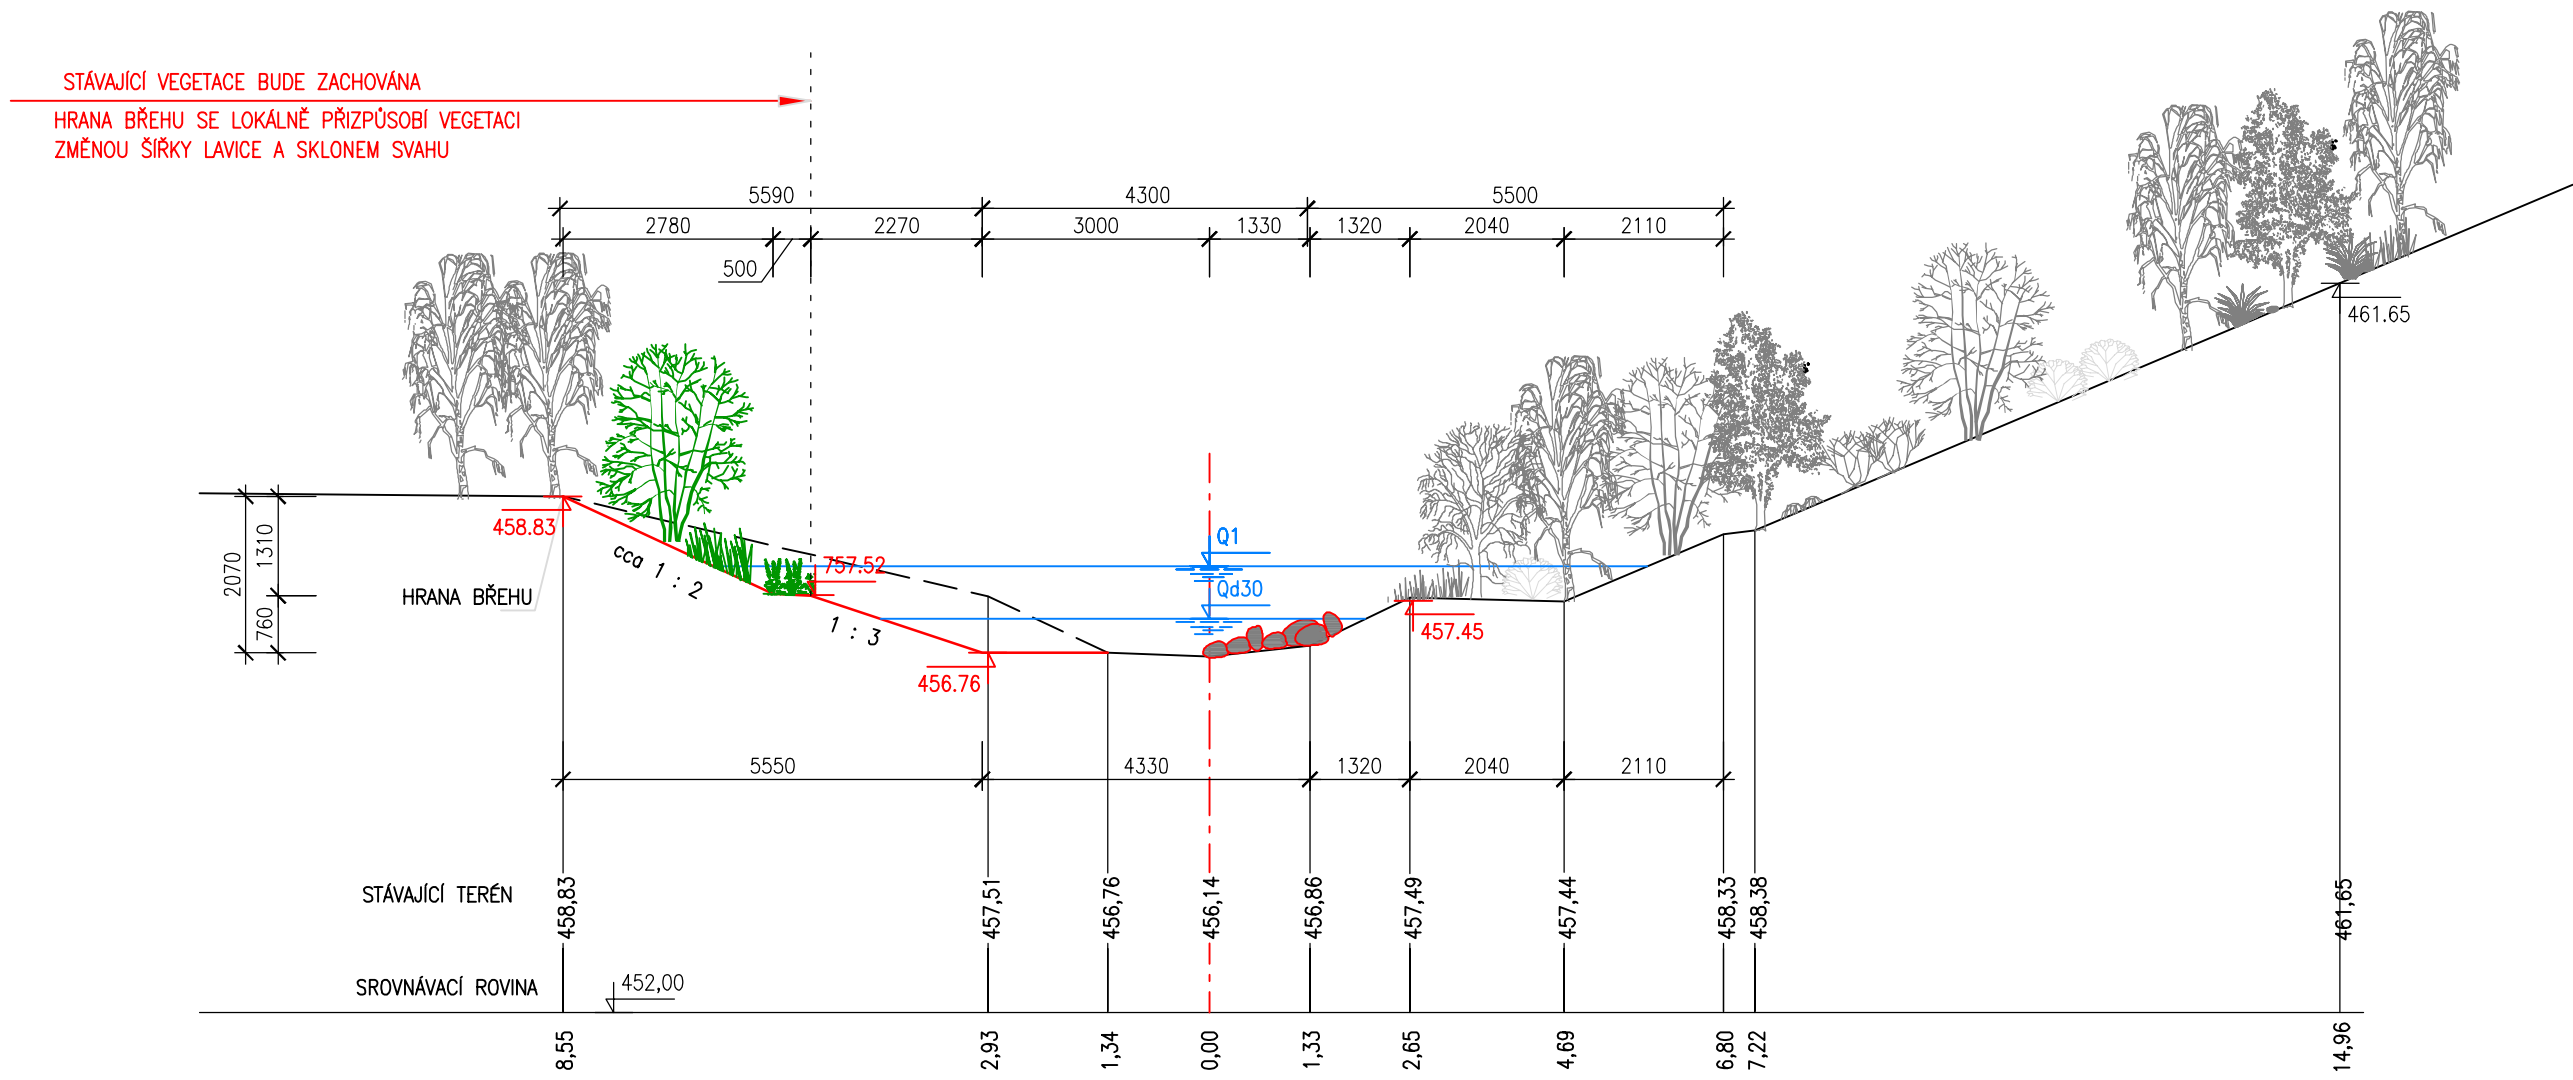 STÁVAJÍCÍ VEGETACE BUDE ZACHOVÁNA
HRANA BŘEHU SE LOKÁLNĚ PŘIZPŮSOBÍ VEGETACI
ZMĚNOU ŠÍŘKY LAVICE A SKLONEM SVAHU
5590 4300 5500
2780 2270 3000 1330 1320 2040 2110
500
461.65
458.83
Q1
757.52
cca 1 : 2
Qd30
2070
1310
760
HRANA BŘEHU
1 : 3
457.45
456.76
5550 4330 1320 2040 2110
STÁVAJÍCÍ TERÉN
458,83 457,51 456,76 456,14 456,86 457,49 457,44 458,33 458,38 461,65
SROVNÁVACÍ ROVINA
452,00
8,55 2,93 1,34 0,00 1,33 2,65 4,69 6,80 7,22 14,96